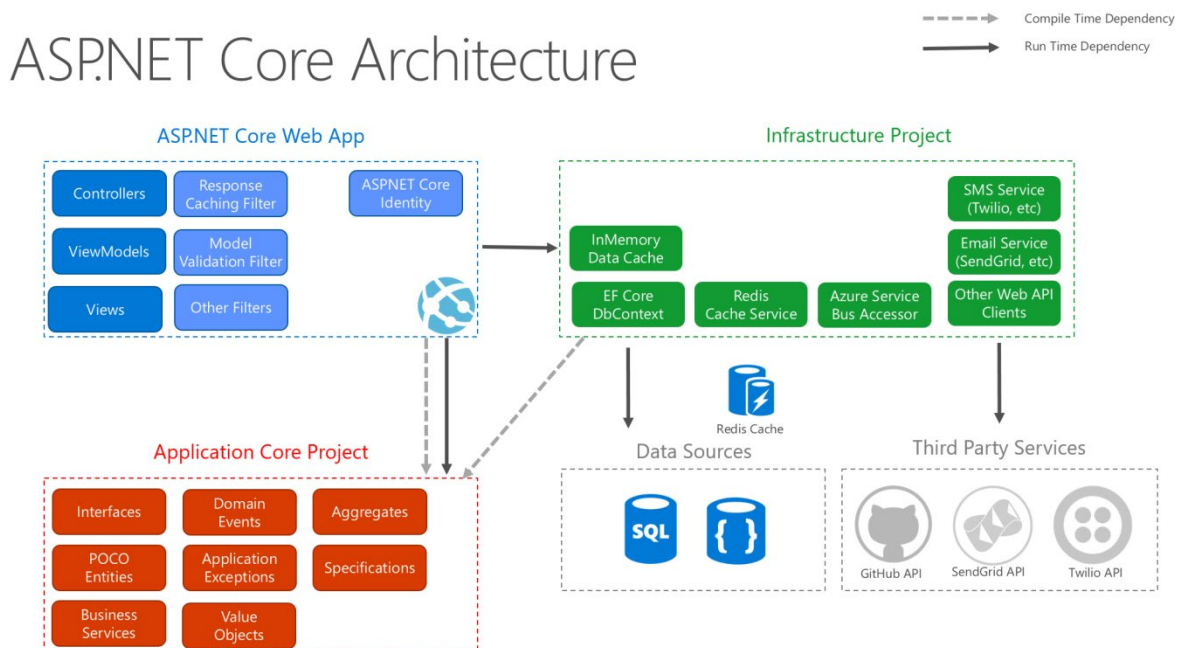 Compile Time Dependency
Run Time Dependency
ASP.NET Core Architecture
ASP.NET Core Web App
Controllers
Response
Caching Filter
ASPNET Core
Identity
ViewModels
Model
Validation Filter
Views
Other Filters
Infrastructure Project
SMS Service
(Twilio, etc)
InMemory
Data Cache
Email Service
(SendGrid, etc)
EF Core
DbContext
Redis
Cache Service
Azure Service
Bus Accessor
Other Web API
Clients
Redis Cache
Application Core Project
Interfaces
Domain
Events
Aggregates
POCO
Entities
Application
Exceptions
Specifications
Business
Services
Value
Objects
Data Sources
SQL
{ }
Third Party Services
GitHub API
SendGrid API
Twilio API